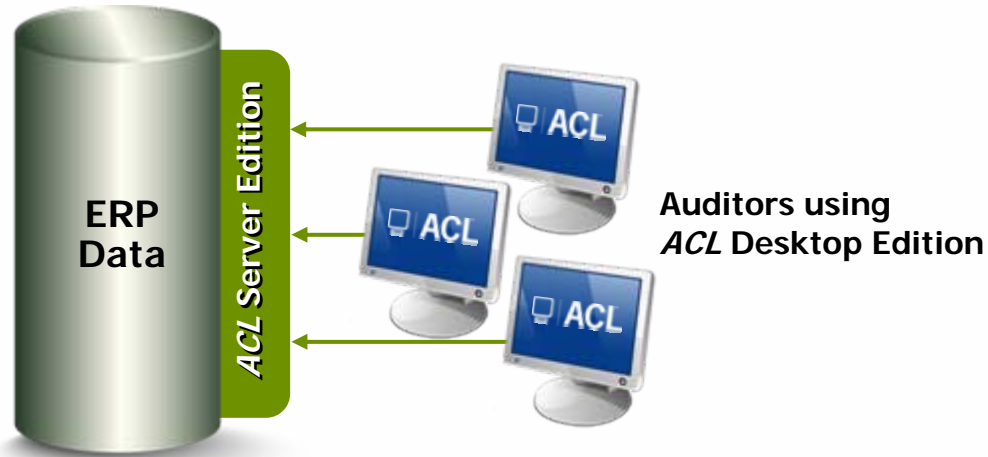 ERP
Data
ACL Server Edition
ACL
ACL
ACL
Auditors using
ACL Desktop Edition